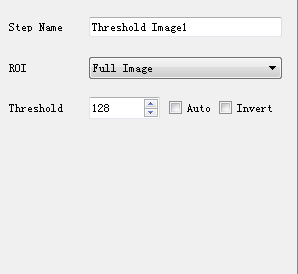 Step Name Threshold Image1
ROI Full Image
Threshold 128 Auto Invert